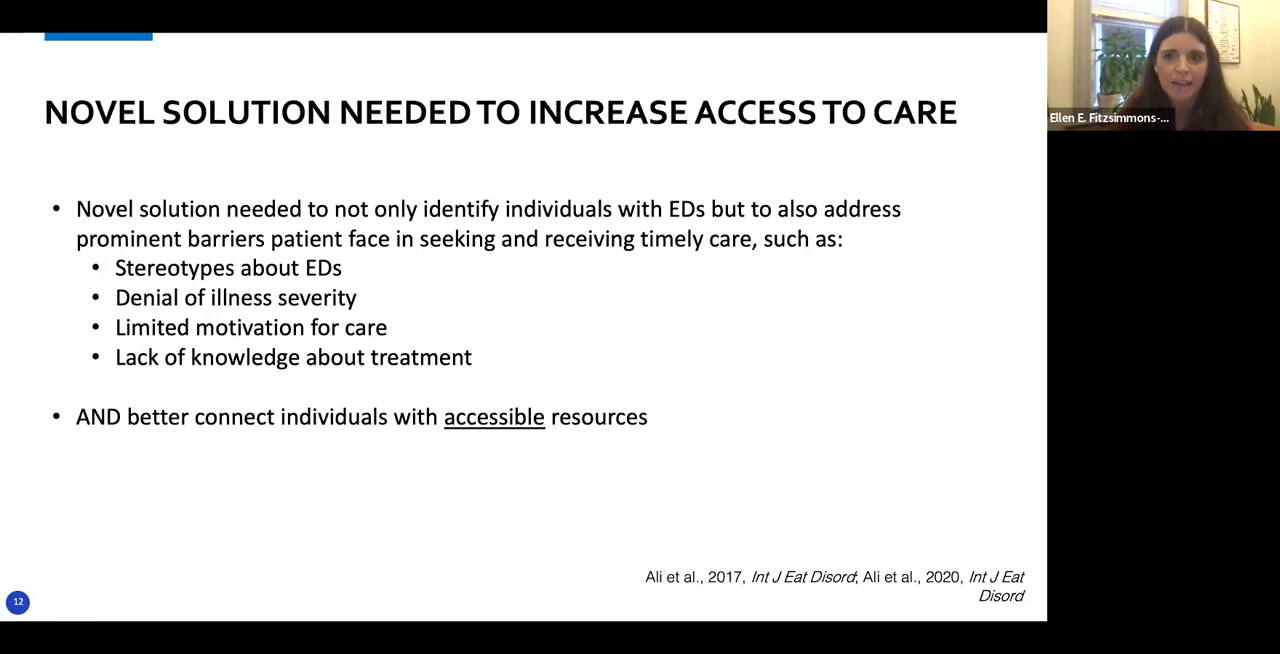 NOVEL SOLUTION NEEDED TO INCREASE ACCESS TO CARE
• Novel solution needed to not only identify individuals with EDs but to also address
prominent barriers patient face in seeking and receiving timely care, such as:
• Stereotypes about EDs
• Denial of illness severity
• Limited motivation for care
• Lack of knowledge about treatment
• AND better connect individuals with accessible resources
Ali et al., 2017, Int J Eat Disord; Ali et al., 2020, Int J Eat
Disord
12
Ellen E. Fitzsimmons-...